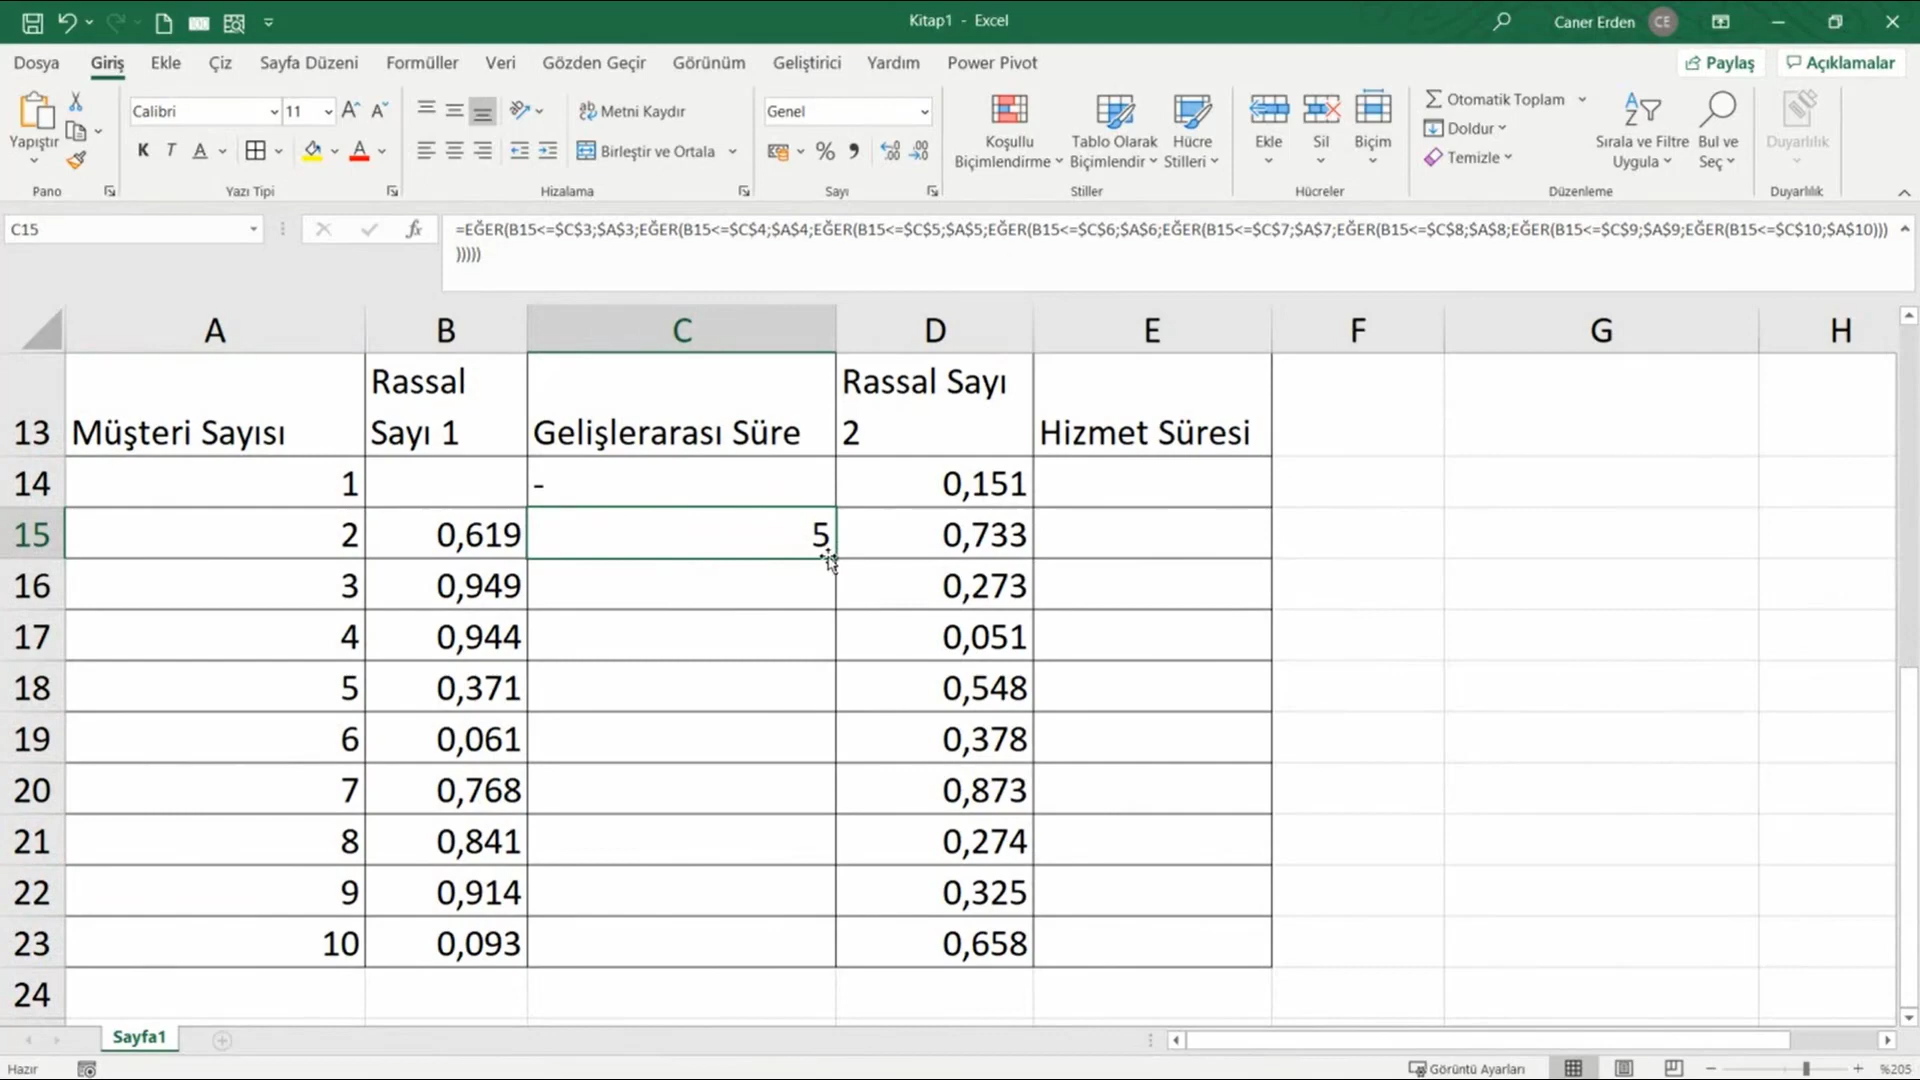 Kitap1 - Excel
Caner Erden
CE
Dosya
Giriş
Ekle
Çiz
Sayfa Düzeni
Formüller
Veri
Gözden Geçir
Görünüm
Geliştirici
Yardım
Power Pivot
Paylaş
Açıklamalar
Yapıştır
Calibri
11
Metni Kaydır
Genel
Koşullu
Biçimlendirme
Tablo Olarak
Biçimlendir
Hücre
Stilleri
Ekle
Sil
Biçim
Otomatik Toplam
Doldur
Temizle
Sırala ve Filtre
Uygula
Bul ve
Seç
Duyarlılık
K T A
Birleştir ve Ortala
Pano
Yazı Tipi
Hizalama
Sayı
Stiller
Hücreler
Düzenleme
Duyarlılık
C15
fx
=EĞER(B15<=$C$3;$A$3;EĞER(B15<=$C$4;$A$4;EĞER(B15<=$C$5;$A$5;EĞER(B15<=$C$6;$A$6;EĞER(B15<=$C$7;$A$7;EĞER(B15<=$C$8;$A$8;EĞER(B15<=$C$9;$A$9;EĞER(B15<=$C$10;$A$10)))
)))))
A B C D E F G H
13 Müşteri Sayısı Rassal Sayı 1 Gelişlerarası Süre Rassal Sayı 2 Hizmet Süresi
14 1 - 0,151
15 2 0,619 5 0,733
16 3 0,949 0,273
17 4 0,944 0,051
18 5 0,371 0,548
19 6 0,061 0,378
20 7 0,768 0,873
21 8 0,841 0,274
22 9 0,914 0,325
23 10 0,093 0,658
24
Sayfa1
Hazır
Görüntü Ayarları
%205